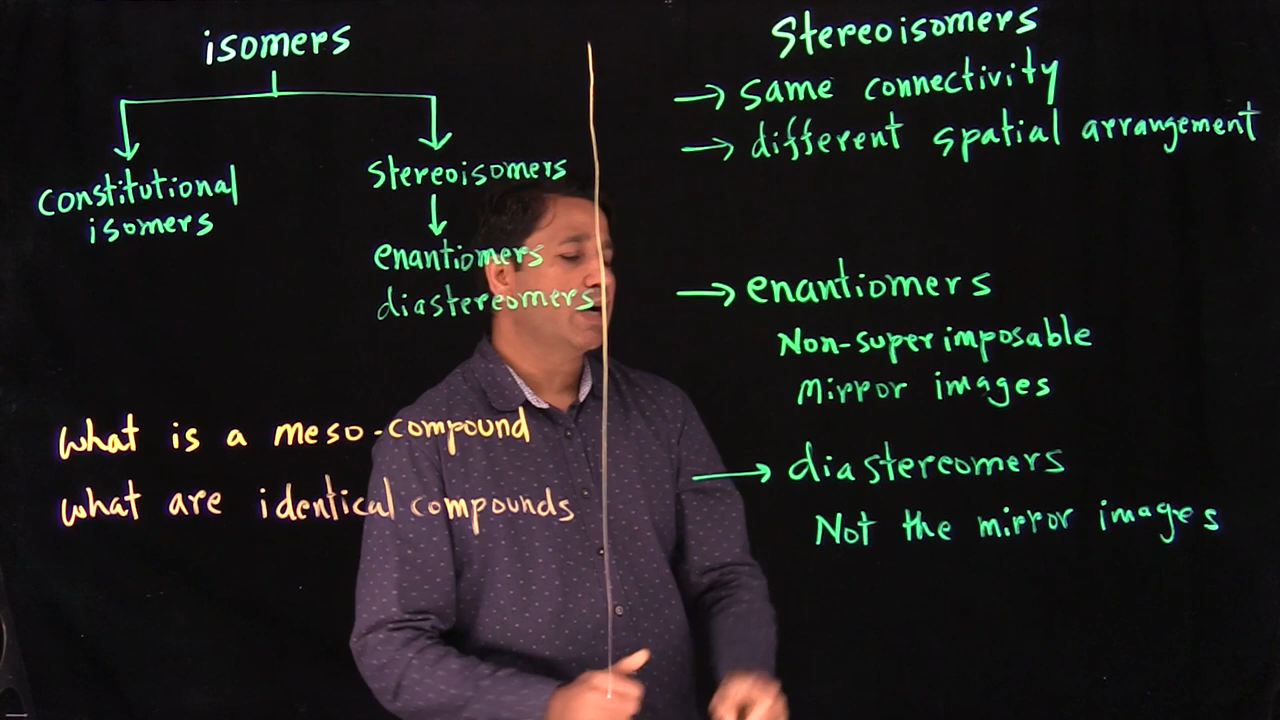 isomers
constitutional
isomers
stereoisomers
enantiomers
diastereomers
What is a meso-compound
What are identical compounds
Stereoisomers
→ same connectivity
→ different spatial arrangement
→ enantiomers
Non-superimposable
Mirror images
→ diastereomers
Not the mirror images